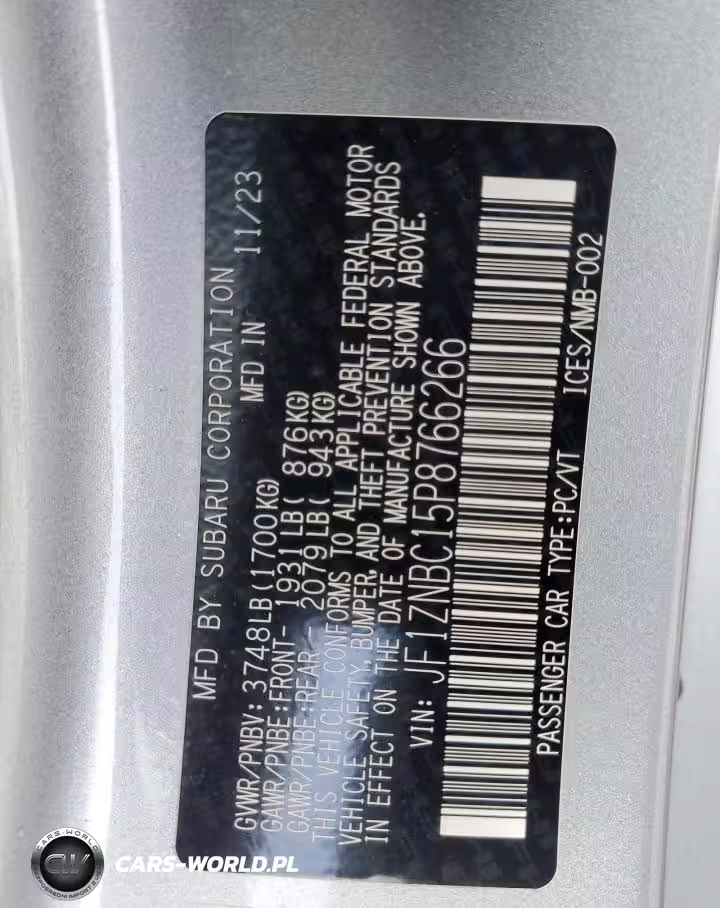 MFD BY SUBARU CORPORATION
MFD IN 11/23
GVWR/PNBV: 3748LB(1700KG)
GAWR/PNBE:FRONT- 1931LB( 876KG)
GAWR/PNBE:REAR - 2079LB( 943KG)
THIS VEHICLE CONFORMS TO ALL APPLICABLE FEDERAL MOTOR
VEHICLE SAFETY, BUMPER, AND THEFT PREVENTION STANDARDS
IN EFFECT ON THE DATE OF MANUFACTURE SHOWN ABOVE.
VIN: JF1ZNBC15P8766266
PASSENGER CAR TYPE:PC/VT ICES/NMB-002
CARS-WORLD
CW
CARS-WORLD.PL